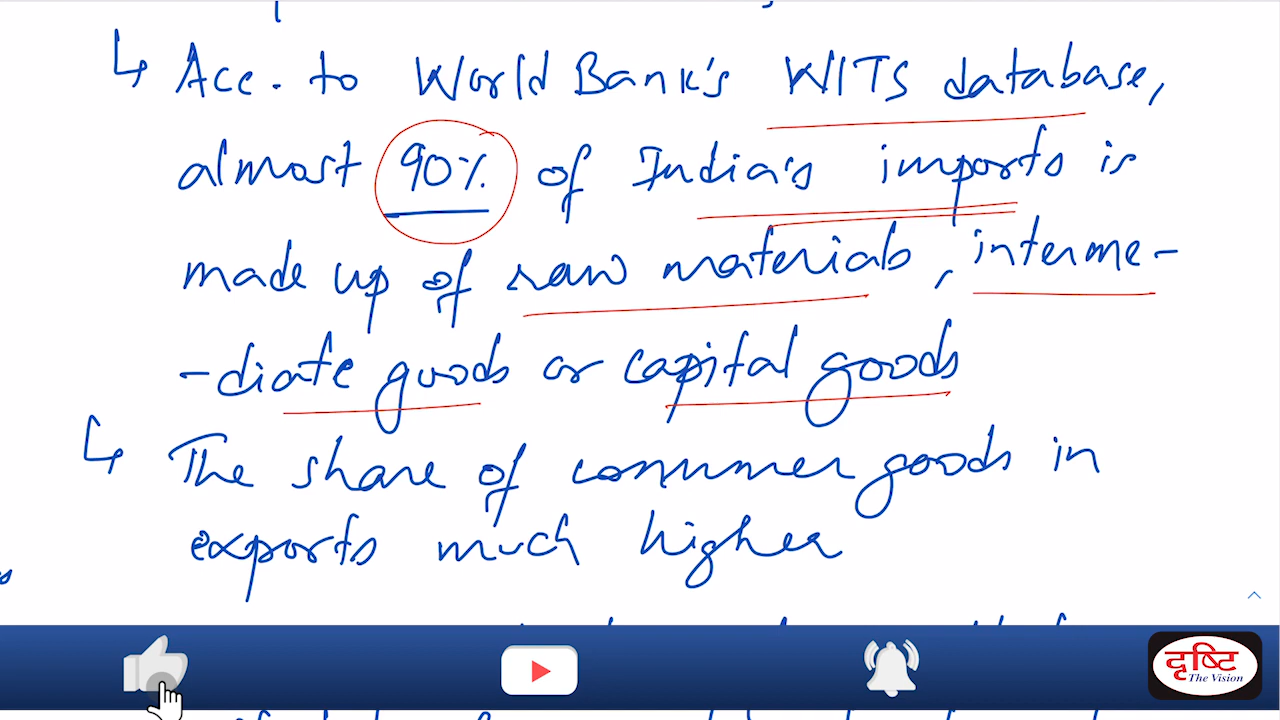 ↳ Acc. to World Bank's WITS database,
almost 90% of India's imports is
made up of raw materials, interme-
-diate goods or capital goods
↳ The share of consumer goods in
exports much higher
दृष्टि
The Vision